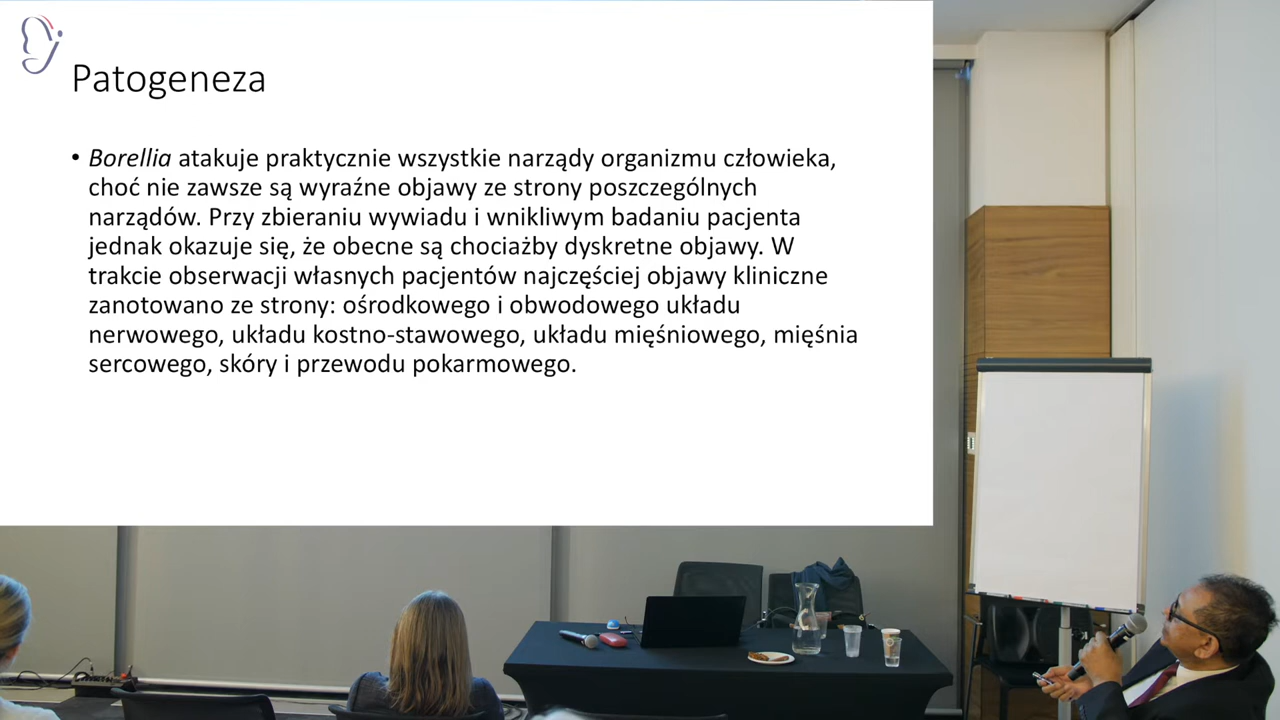 Patogeneza
• Borellia atakuje praktycznie wszystkie narządy organizmu człowieka,
choć nie zawsze są wyraźne objawy ze strony poszczególnych
narządów. Przy zbieraniu wywiadu i wnikliwym badaniu pacjenta
jednak okazuje się, że obecne są chociażby dyskretne objawy. W
trakcie obserwacji własnych pacjentów najczęściej objawy kliniczne
zanotowano ze strony: ośrodkowego i obwodowego układu
nerwowego, układu kostno-stawowego, układu mięśniowego, mięśnia
sercowego, skóry i przewodu pokarmowego.